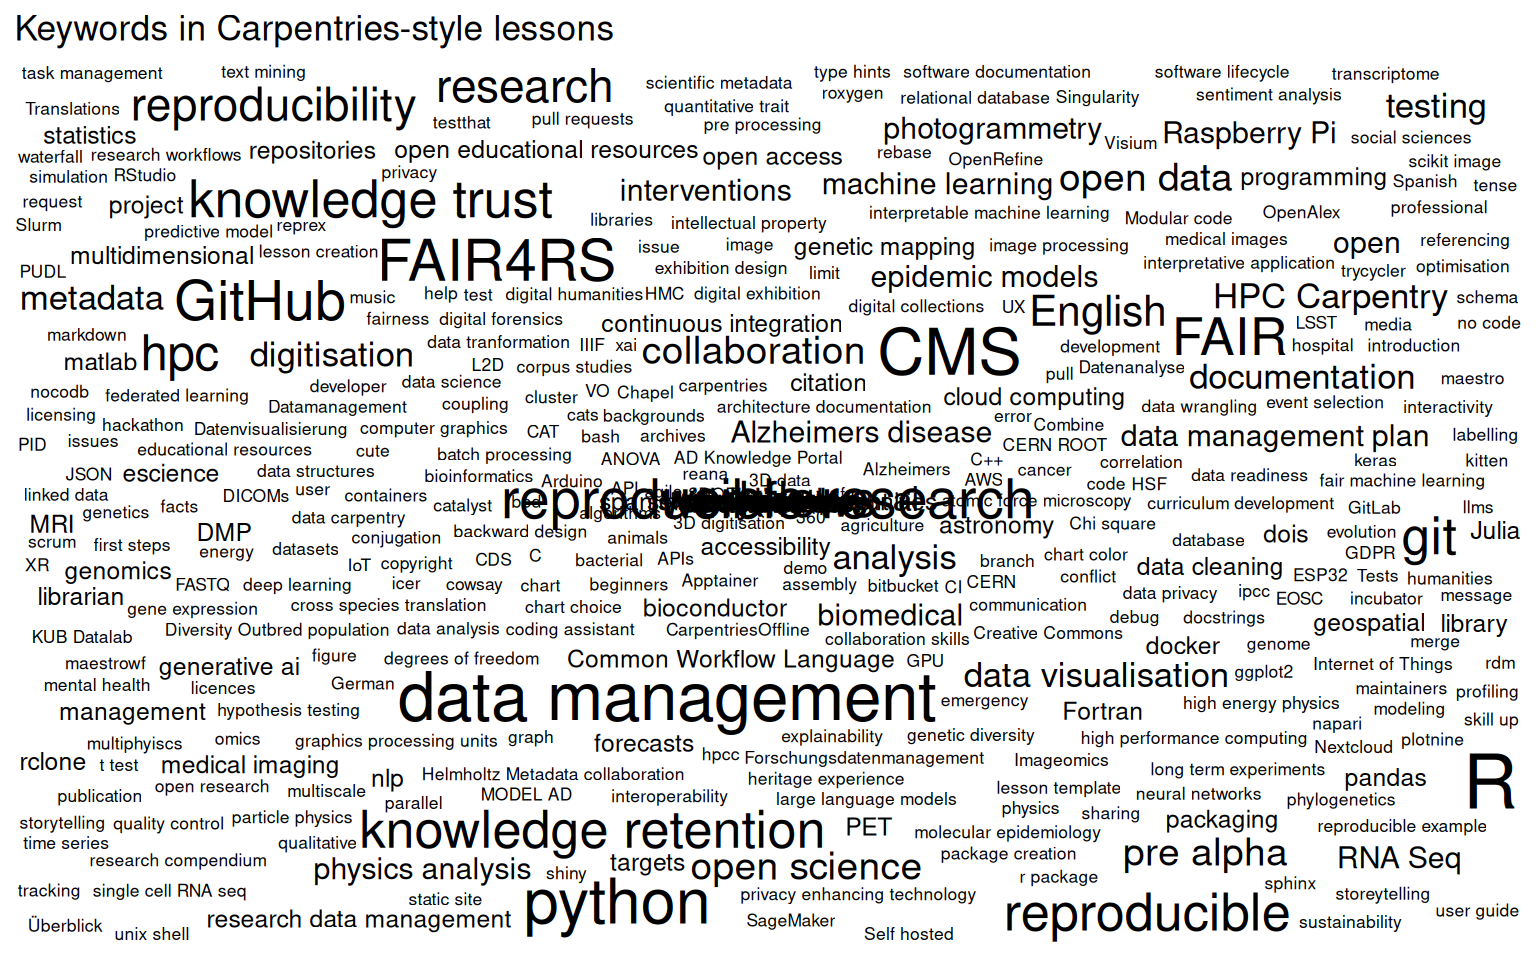 Keywords in Carpentries-style lessons
task management
text mining
research
scientific metadata
type hints
software documentation
software lifecycle
transcriptome
Translations
reproducibility
quantitative trait
roxygen
relational database
Singularity
sentiment analysis
testing
statistics
testthat
pull requests
pre processing
photogrammetry
Visium
Raspberry Pi
social sciences
waterfall
research workflows
repositories
open educational resources
open access
rebase
OpenRefine
scikit image
simulation
RStudio
privacy
knowledge trust
interventions
machine learning
open data
programming
Spanish
tense
request
project
libraries
intellectual property
interpretable machine learning
Modular code
OpenAlex
professional
Slurm
predictive model
reprex
multidimensional
lesson creation
FAIR4RS
issue
image
genetic mapping
image processing
medical images
open
referencing
PUDL
exhibition design
limit
epidemic models
interpretative application
trycycler
optimisation
metadata
GitHub
music
help
test
digital humanities
HMC
digital exhibition
digital collections
UX
English
HPC Carpentry
schema
fairness
digital forensics
continuous integration
CMS
FAIR
LSST
media
no code
markdown
matlab
hpc
digitisation
data tranformation
IIIF
xai
collaboration
development
hospital
introduction
L2D
corpus studies
pull
Datenanalyse
documentation
maestro
nocodb
federated learning
developer
data science
cluster
VO
Chapel
carpentries
citation
cloud computing
data wrangling
event selection
interactivity
licensing
hackathon
Datamanagement
coupling
cats
backgrounds
architecture documentation
error
Combine
Datenvisualisierung
computer graphics
CAT
bash
archives
Alzheimers disease
CERN ROOT
data management plan
labelling
PID
issues
educational resources
cute
batch processing
ANOVA
AD Knowledge Portal
Alzheimers
C++
cancer
correlation
keras
kitten
JSON
escience
data structures
bioinformatics
Arduino
API
reana
3D data
AWS
code
HSF
data readiness
fair machine learning
linked data
DICOMs
user
containers
catalyst
atomic force microscopy
curriculum development
GitLab
llms
genetics
facts
MRI
data carpentry
algorithms
3D digitisation
360
agriculture
astronomy
Chi square
evolution
git
Julia
scrum
first steps
DMP
energy
datasets
conjugation
backward design
animals
accessibility
analysis
database
dois
GDPR
XR
genomics
IoT
copyright
CDS
C
bacterial
APIs
demo
branch
chart color
data cleaning
ESP32
Tests
humanities
FASTQ
deep learning
icer
cowsay
chart
beginners
Apptainer
assembly
bitbucket
CI
CERN
conflict
data privacy
ipcc
EOSC
incubator
message
librarian
gene expression
cross species translation
chart choice
bioconductor
biomedical
communication
debug
docstrings
geospatial
library
KUB Datalab
Diversity Outbred population
data analysis
coding assistant
CarpentriesOffline
collaboration skills
Creative Commons
docker
genome
merge
maestrowf
generative ai
figure
degrees of freedom
Common Workflow Language
GPU
data visualisation
ggplot2
Internet of Things
rdm
mental health
licences
German
data management
emergency
high energy physics
maintainers
profiling
management
hypothesis testing
Fortran
modeling
napari
skill up
multiphyiscs
omics
graphics processing units
graph
forecasts
explainability
genetic diversity
high performance computing
Nextcloud
plotnine
rclone
t test
medical imaging
nlp
Helmholtz Metadata collaboration
hpcc
Forschungsdatenmanagement
Imageomics
long term experiments
pandas
R
publication
open research
multiscale
parallel
MODEL AD
interoperability
heritage experience
large language models
lesson template
neural networks
phylogenetics
storytelling
quality control
particle physics
knowledge retention
PET
molecular epidemiology
physics
sharing
packaging
reproducible example
time series
qualitative
research compendium
physics analysis
shiny
targets
open science
package creation
pre alpha
RNA Seq
tracking
single cell RNA seq
static site
python
privacy enhancing technology
r package
sphinx
storeytelling
Überblick
unix shell
research data management
SageMaker
Self hosted
reproducible
sustainability
user guide